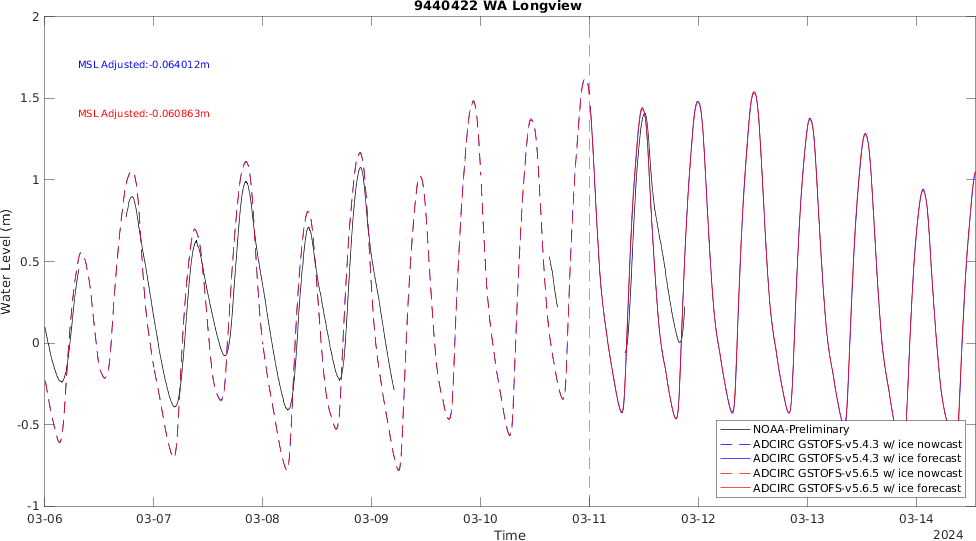 9440422 WA Longview
2
1.5
1
0.5
0
-0.5
-1
Water Level (m)
MSL Adjusted:-0.064012m
MSL Adjusted:-0.060863m
NOAA-Preliminary
ADCIRC GSTOFS-v5.4.3 w/ ice nowcast
ADCIRC GSTOFS-v5.4.3 w/ ice forecast
ADCIRC GSTOFS-v5.6.5 w/ ice nowcast
ADCIRC GSTOFS-v5.6.5 w/ ice forecast
03-06 03-07 03-08 03-09 03-10 03-11 03-12 03-13 03-14
Time
2024